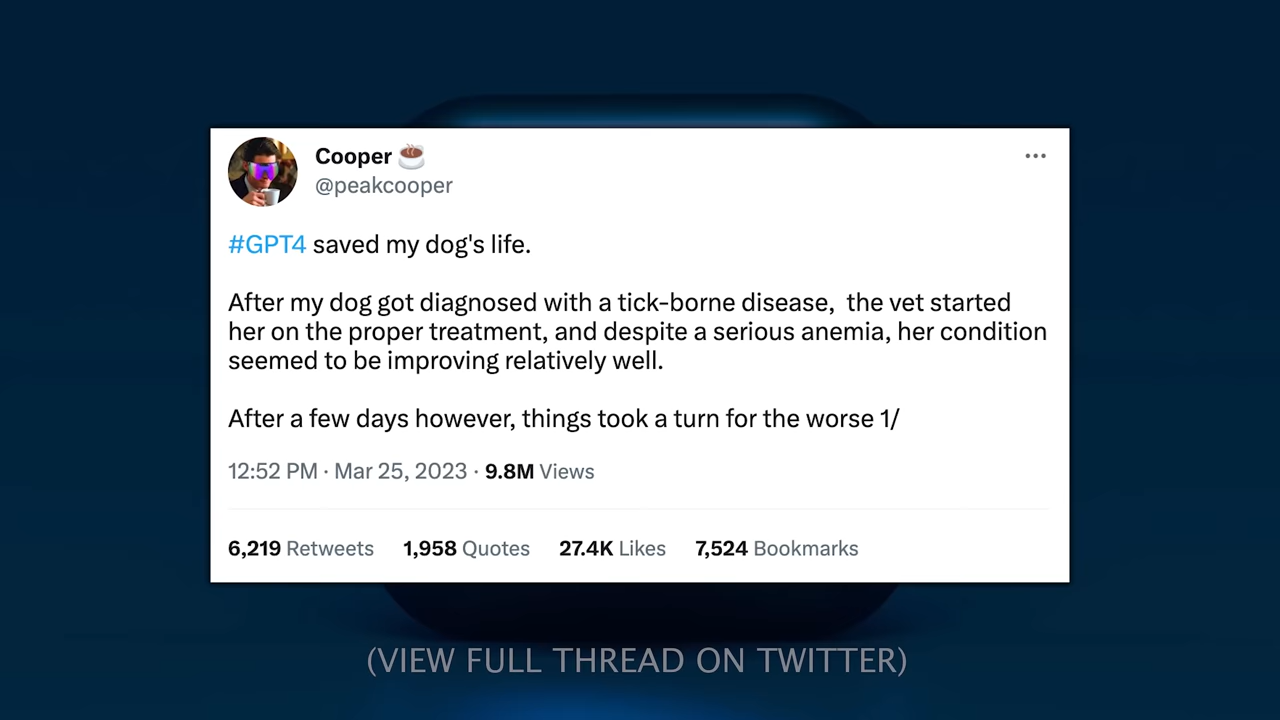 Cooper ☕
@peakcooper
#GPT4 saved my dog's life.
After my dog got diagnosed with a tick-borne disease,  the vet started
her on the proper treatment, and despite a serious anemia, her condition
seemed to be improving relatively well.
After a few days however, things took a turn for the worse 1/
12:52 PM · Mar 25, 2023 · 9.8M Views
6,219 Retweets 1,958 Quotes 27.4K Likes 7,524 Bookmarks
(VIEW FULL THREAD ON TWITTER)